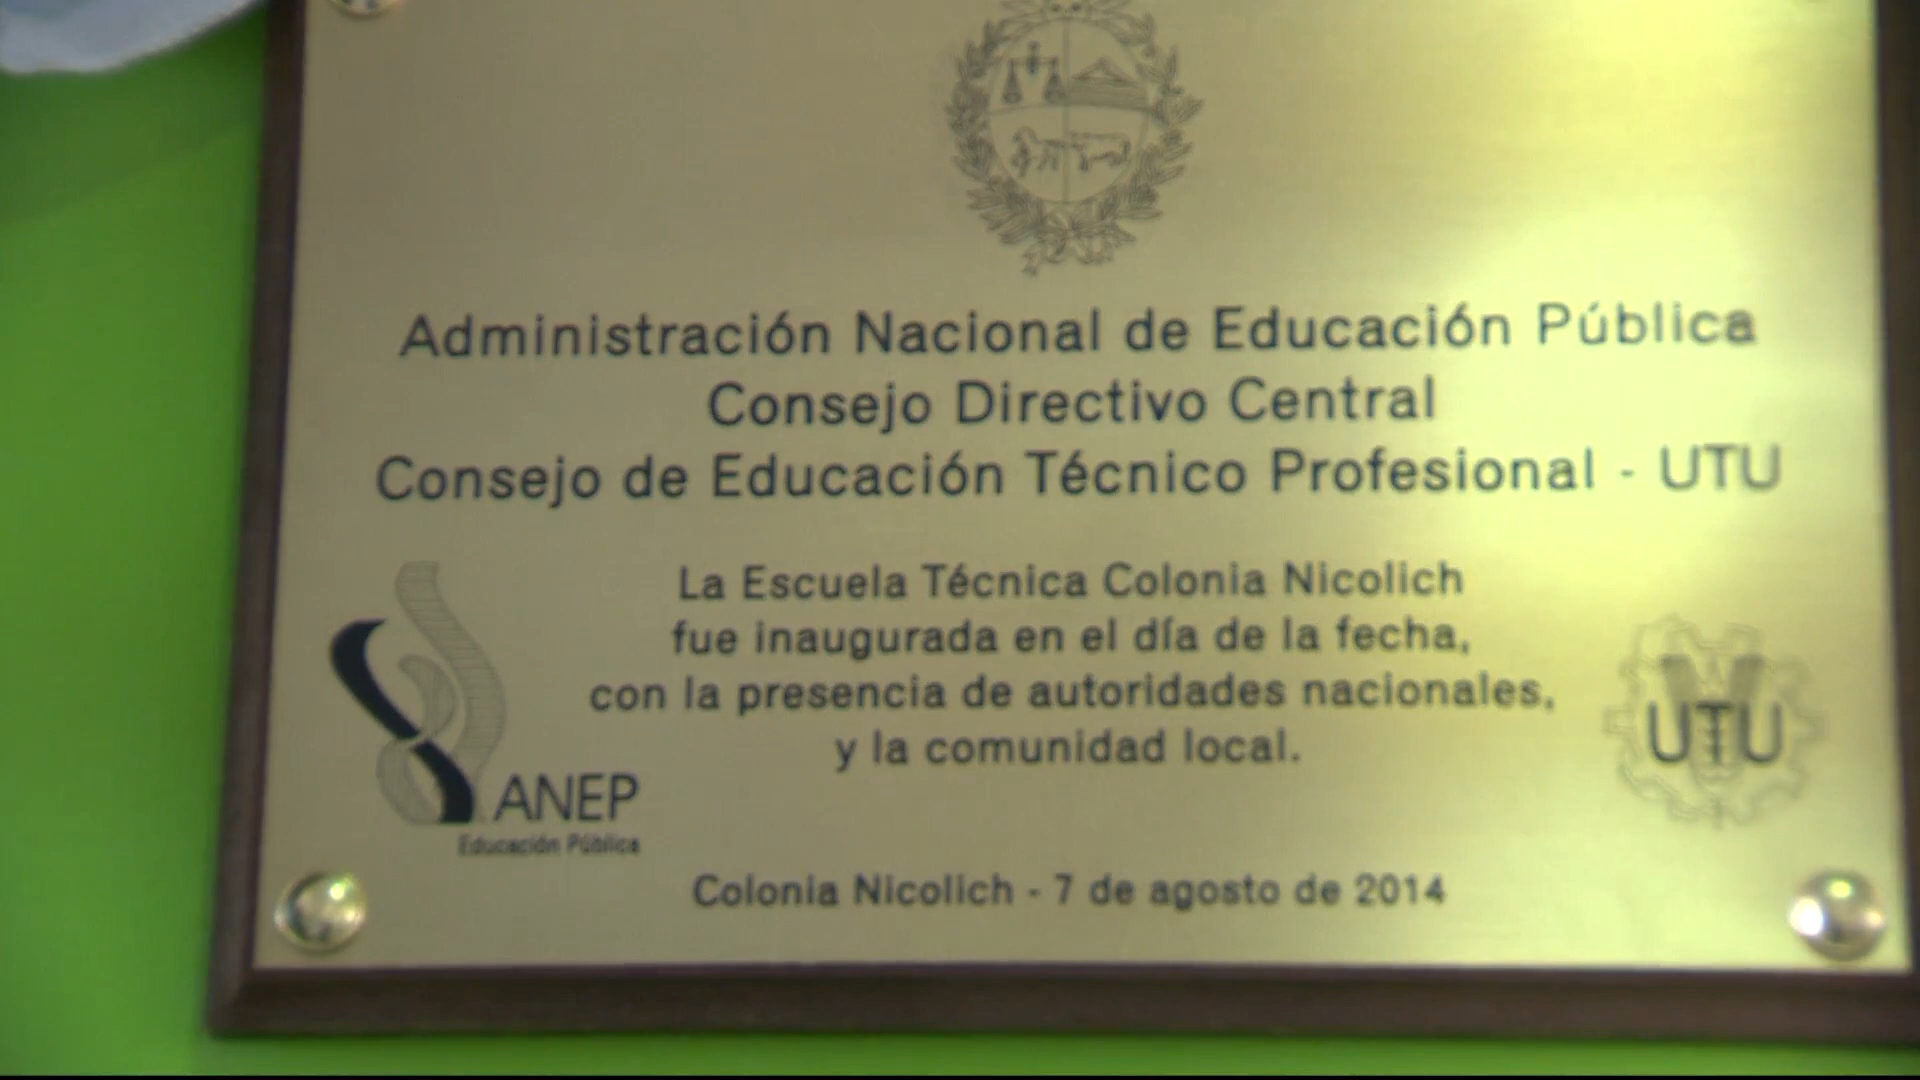 Administración Nacional de Educación Pública
Consejo Directivo Central
Consejo de Educación Técnico Profesional - UTU
La Escuela Técnica Colonia Nicolich
fue inaugurada en el día de la fecha,
con la presencia de autoridades nacionales,
y la comunidad local.
ANEP
Educación Pública
UTU
Colonia Nicolich - 7 de agosto de 2014